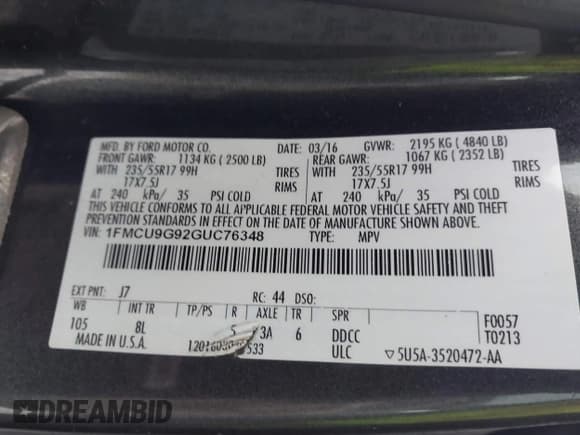 MFD. BY FORD MOTOR CO. DATE: 03/16 GVWR: 2195 KG ( 4840 LB)
FRONT GAWR: 1134 KG ( 2500 LB) REAR GAWR: 1067 KG ( 2352 LB)
WITH 235/55R17 99H TIRES WITH 235/55R17 99H TIRES
17X7.5J RIMS 17X7.5J RIMS
AT 240 kPa/ 35 PSI COLD AT 240 kPa/ 35 PSI COLD
THIS VEHICLE CONFORMS TO ALL APPLICABLE FEDERAL MOTOR VEHICLE SAFETY AND THEFT
PREVENTION STANDARDS IN EFFECT ON THE DATE OF MANUFACTURE SHOWN ABOVE.
VIN: 1FMCU9G92GUC76348 TYPE: MPV
EXT PNT: J7 RC: 44 DSO:
WB INT TR TP/PS R AXLE TR SPR
105 8L 5 3A 6 DDCC F0057
ULC T0213
MADE IN U.S.A. 533 ▽5U5A-3520472-AA
DREAMBID